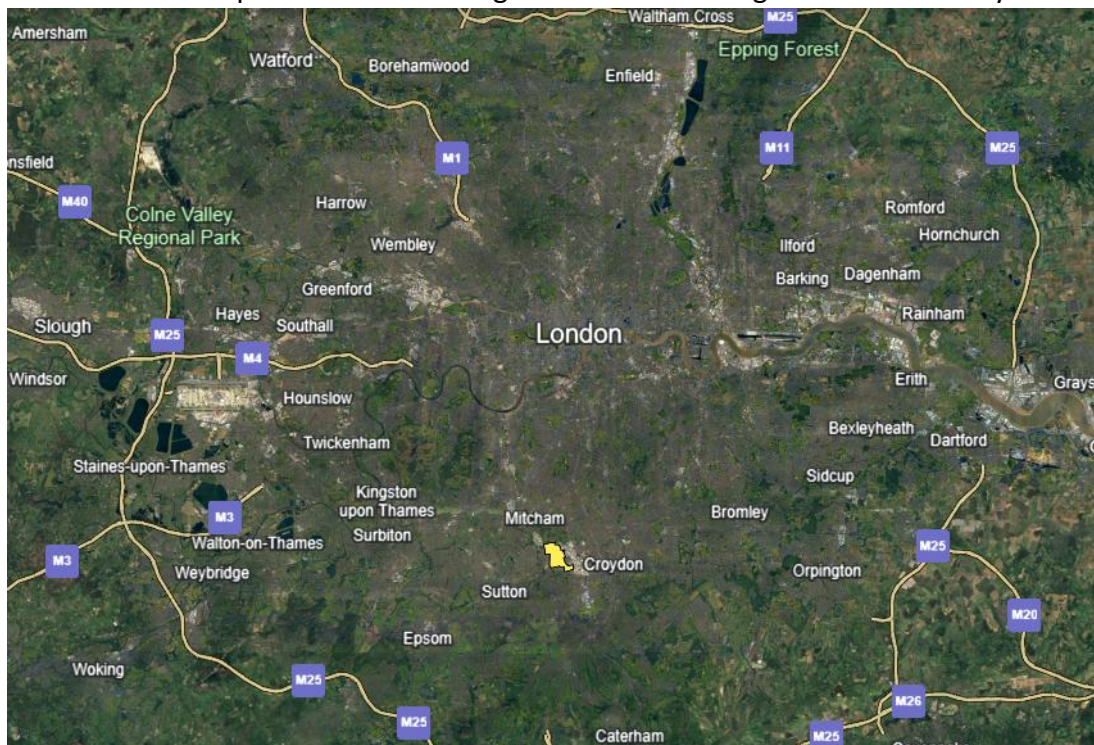 Amersham
Waltham Cross
M25
Epping Forest
Watford
Borehamwood
Enfield
M1
M11
M25
nsfield
M40
Harrow
Colne Valley
Regional Park
Wembley
Romford
Hornchurch
Ilford
Barking
Dagenham
Greenford
Hayes
Southall
Slough
M25
London
Rainham
M4
Windsor
Hounslow
Erith
Grays
Twickenham
Bexleyheath
Dartford
Staines-upon-Thames
Sidcup
Kingston
upon Thames
Mitcham
Bromley
M3
Surbiton
Walton-on-Thames
M25
M3
Weybridge
Croydon
Orpington
Sutton
M20
Epsom
Woking
M25
M26
M25
Caterham
M25